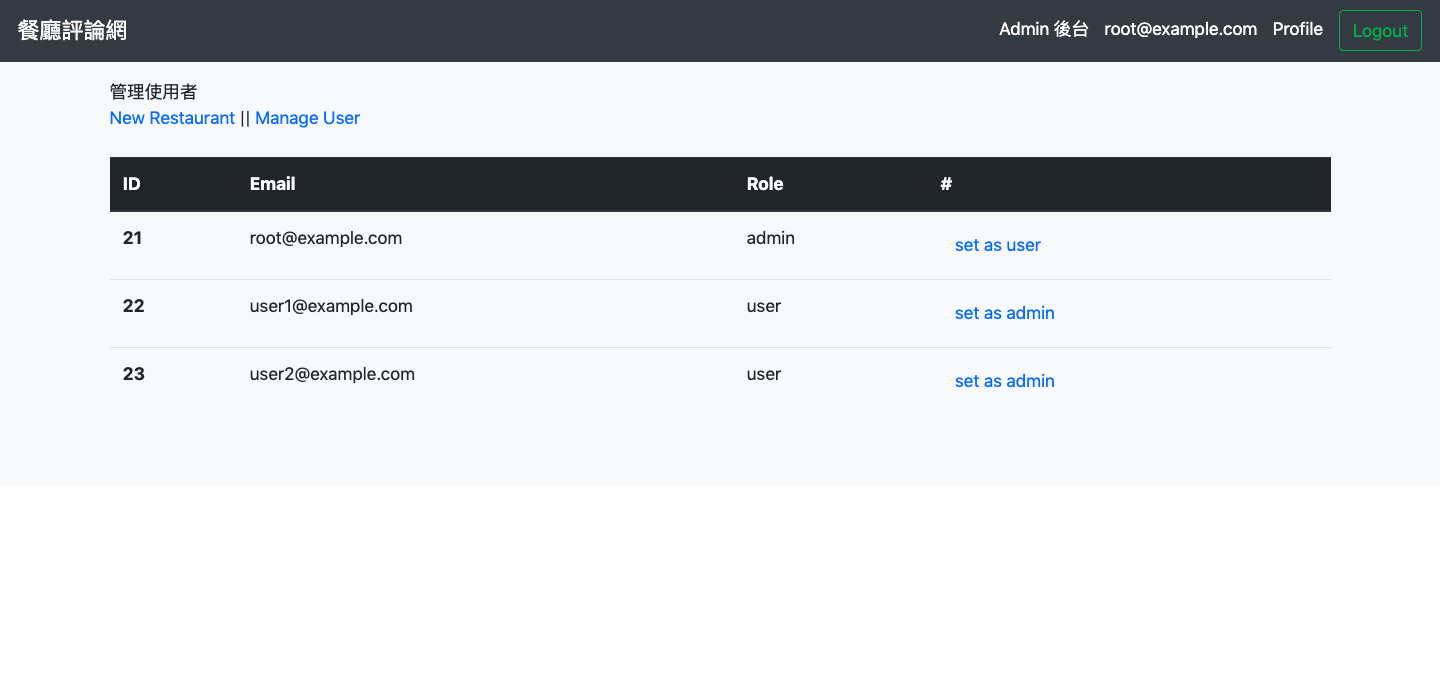 餐廳評論網 Admin 後台 root@example.com Profile Logout
管理使用者
New Restaurant || Manage User
ID Email Role #
21 root@example.com admin set as user
22 user1@example.com user set as admin
23 user2@example.com user set as admin